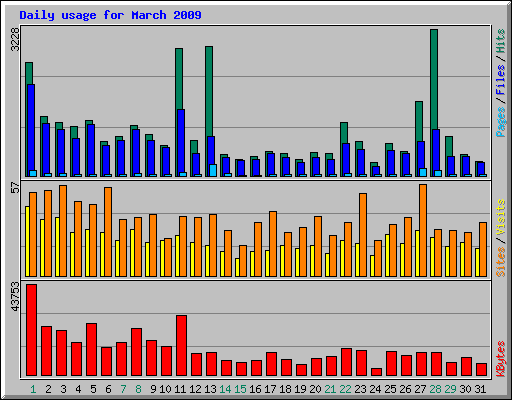 Daily usage for March 2009
3228
Pages / Files / Hits
57
Sites / Visits
43753
KBytes
1 2 3 4 5 6 7 8 9 10 11 12 13 14 15 16 17 18 19 20 21 22 23 24 25 26 27 28 29 30 31